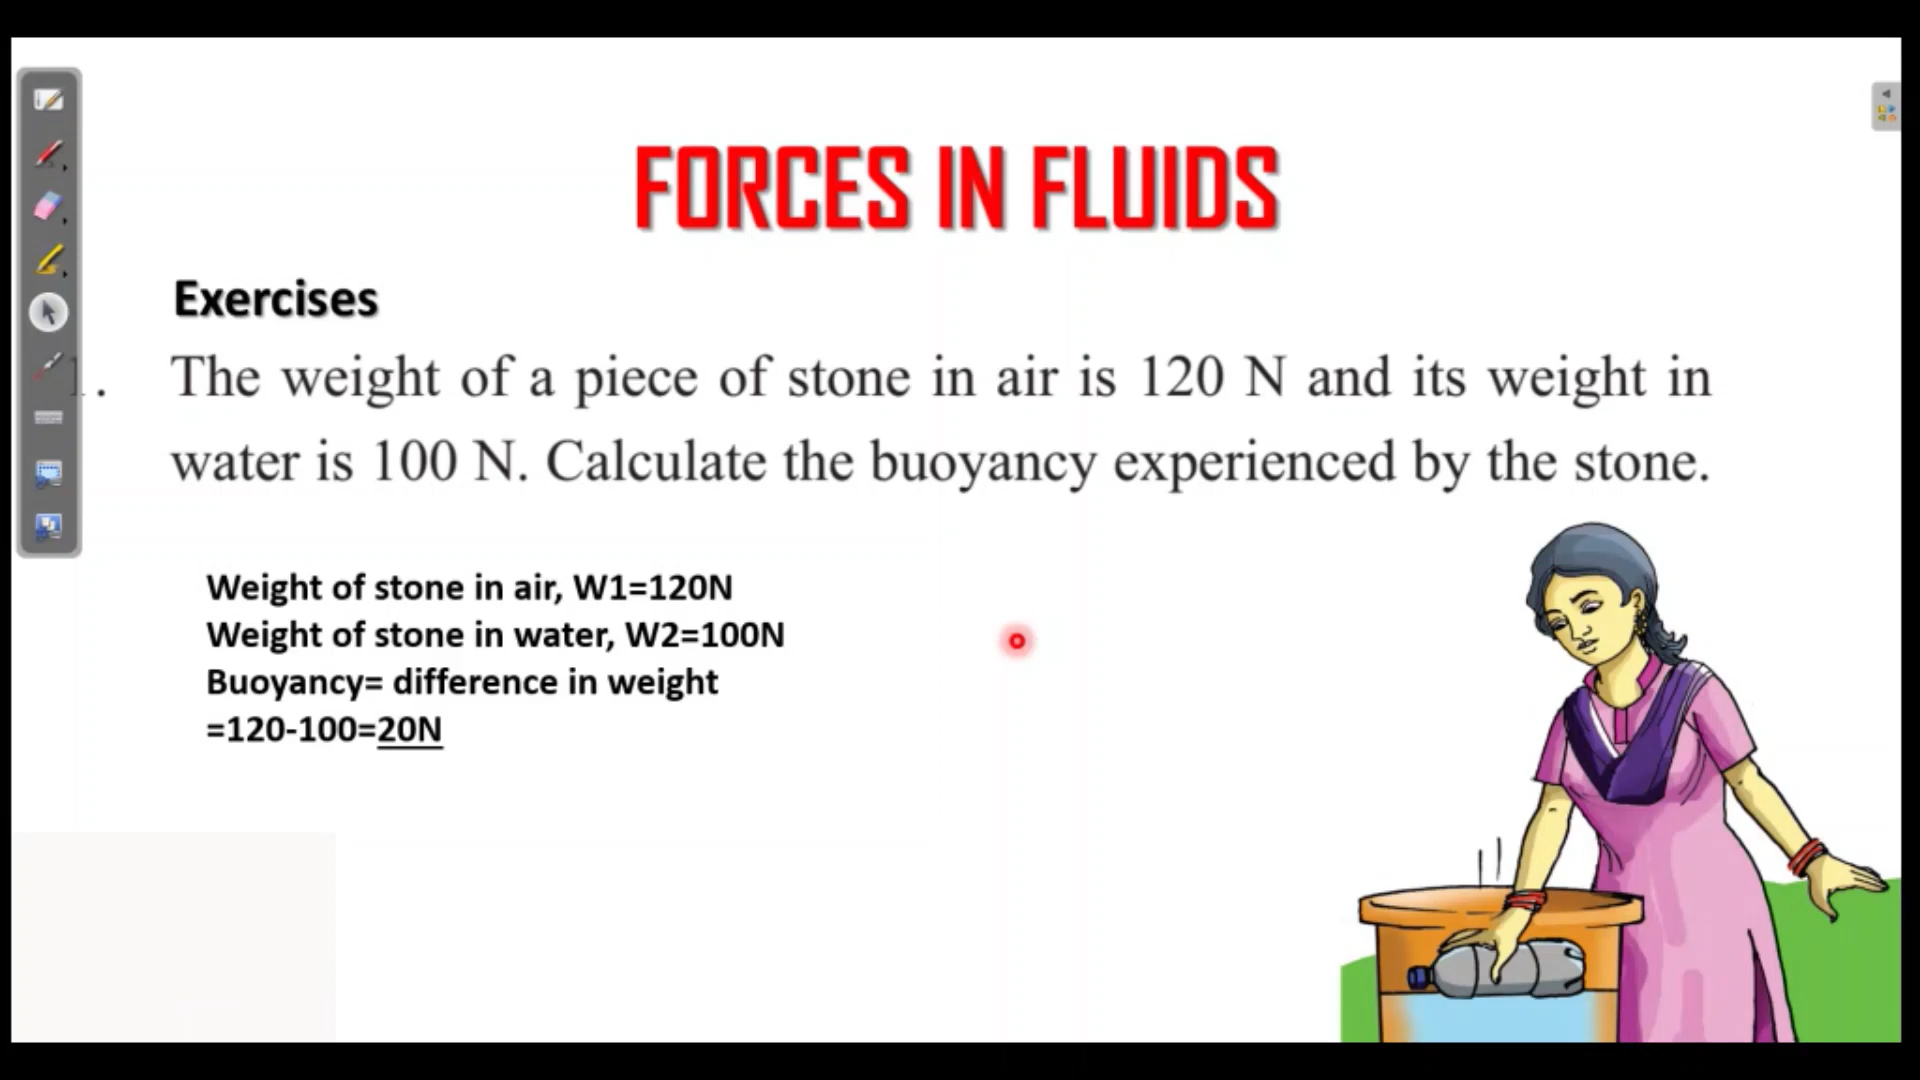 FORCES IN FLUIDS
Exercises
1. The weight of a piece of stone in air is 120 N and its weight in
water is 100 N. Calculate the buoyancy experienced by the stone.
Weight of stone in air, W1=120N
Weight of stone in water, W2=100N
Buoyancy= difference in weight
=120-100=20N